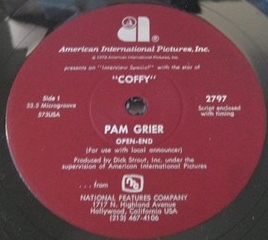 a
®
American International Pictures, Inc.
© 1973 American International Pictures, Inc.
presents an "Interview Special" with the star of
"COFFY"
Side 1
33.3 Microgroove
573USA
2797
Script enclosed
with timing
PAM GRIER
OPEN-END
(For use with local announcer)
Produced by Dick Strout, Inc. under the
supervision of American International Pictures
. . . from
NATIONAL FEATURES COMPANY
1717 N. Highland Avenue
Hollywood, California USA
(213) 467-4106